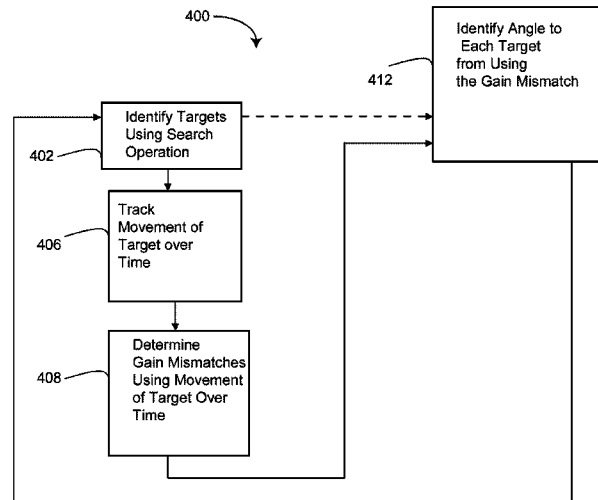 400
Identify Angle to
Each Target
from Using
the Gain Mismatch
412
Identify Targets
Using Search
Operation
402
Track
Movement of
Target over
Time
406
Determine
Gain Mismatches
Using Movement
of Target Over
Time
408